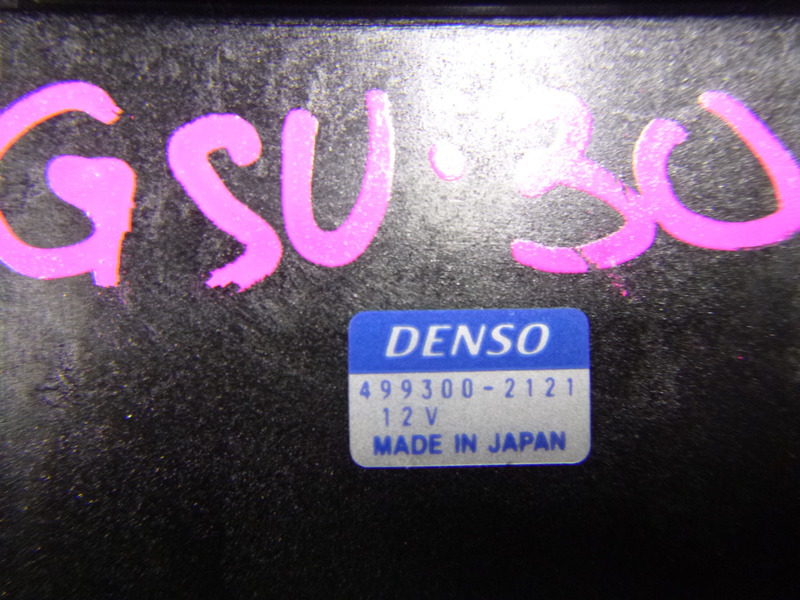 GSU・30
DENSO
499300-2121
12V
MADE IN JAPAN